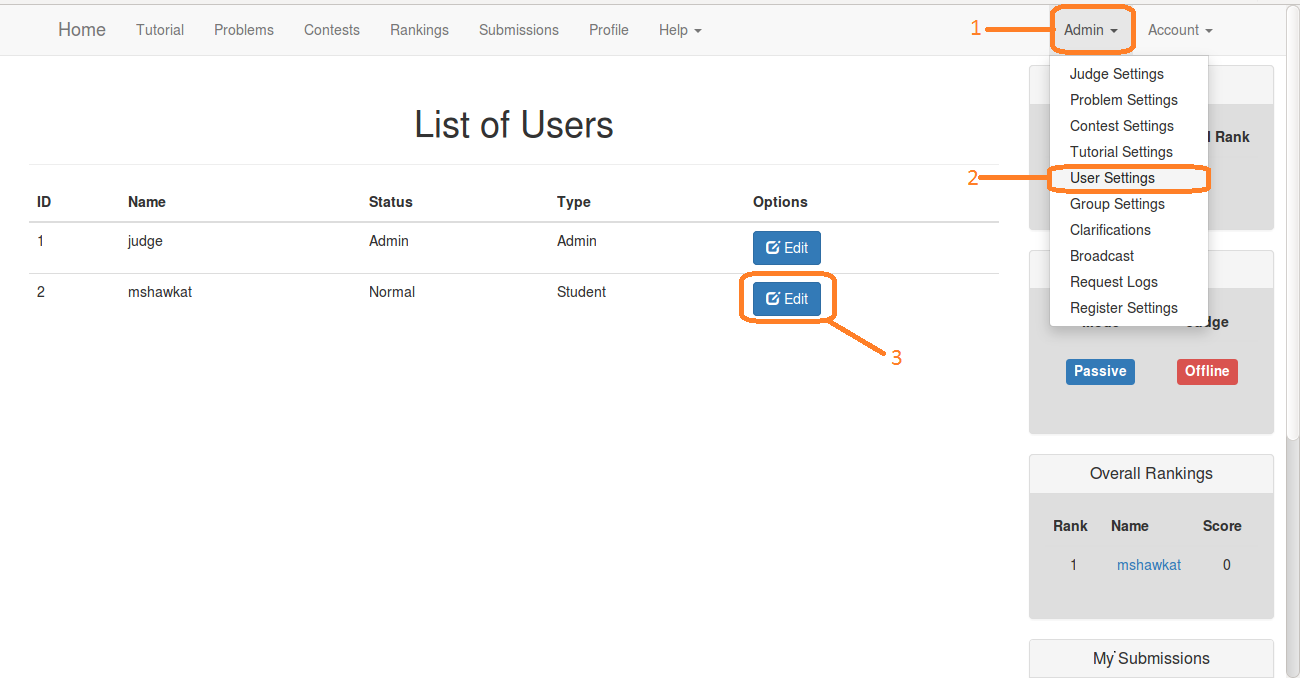 Home Tutorial Problems Contests Rankings Submissions Profile Help 1 Admin Account
Judge Settings
Problem Settings
Contest Settings
Tutorial Settings
2 User Settings
Group Settings
Clarifications
Broadcast
Request Logs
Register Settings
List of Users
ID Name Status Type Options
1 judge Admin Admin Edit
2 mshawkat Normal Student Edit
3
Rank
Passive Offline
Overall Rankings
Rank Name Score
1 mshawkat 0
My Submissions